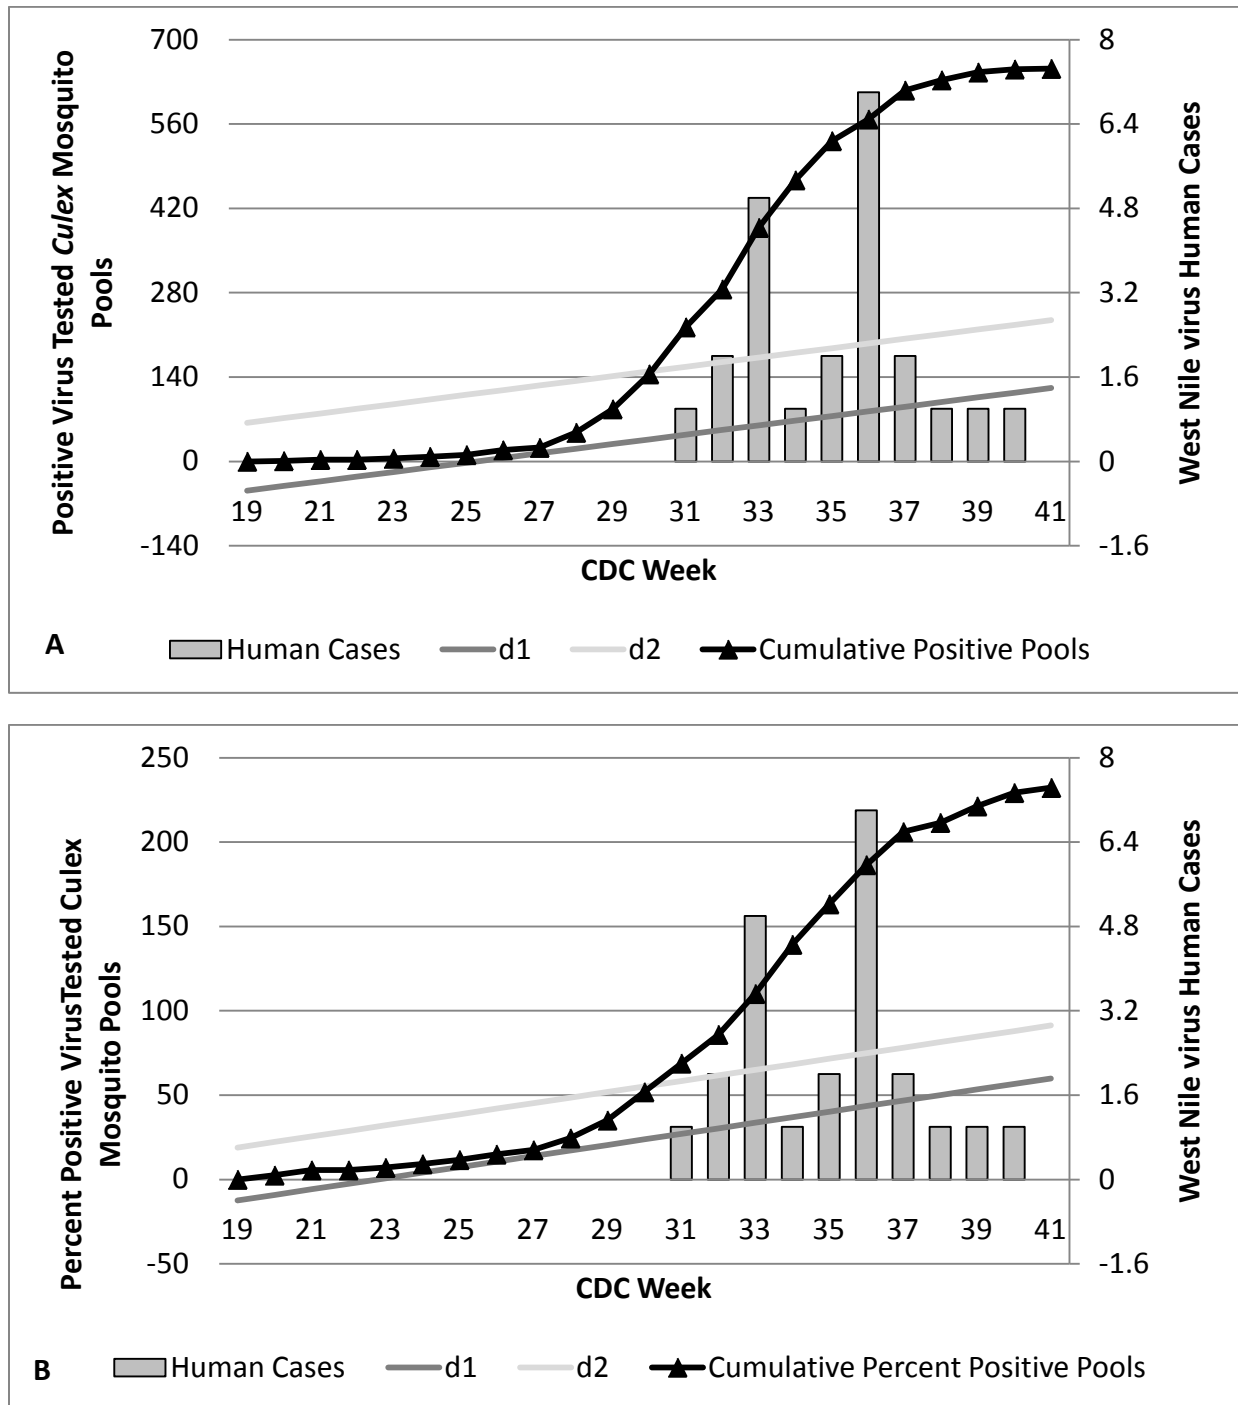 Positive Virus Tested Culex Mosquito
Pools
700
560
420
280
140
0
-140
8
6.4
4.8
3.2
1.6
0
-1.6
West Nile virus Human Cases
19 21 23 25 27 29 31 33 35 37 39 41
CDC Week
A
Human Cases d1 d2 Cumulative Positive Pools
Percent Positive VirusTested Culex
Mosquito Pools
250
200
150
100
50
0
-50
8
6.4
4.8
3.2
1.6
0
-1.6
West Nile virus Human Cases
19 21 23 25 27 29 31 33 35 37 39 41
CDC Week
B
Human Cases d1 d2 Cumulative Percent Positive Pools